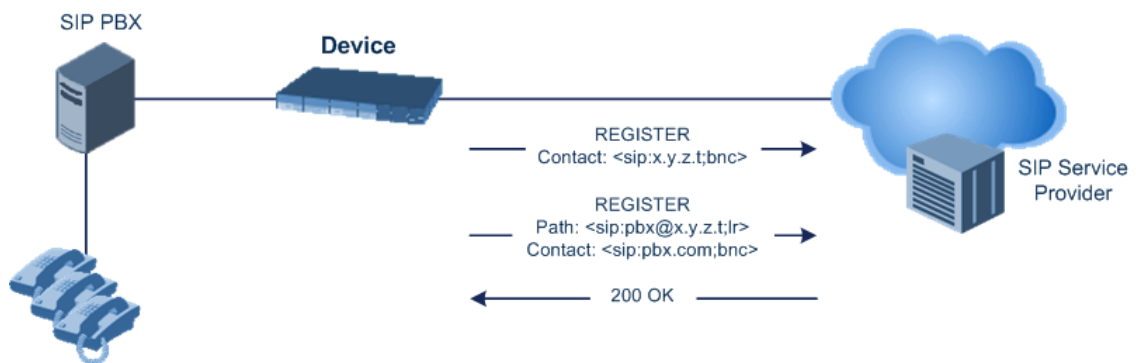 SIP PBX
Device
REGISTER
Contact: <sip:x.y.z.t;bnc>
REGISTER
Path: <sip:pbx@x.y.z.t;lr>
Contact: <sip:pbx.com;bnc>
200 OK
SIP Service
Provider